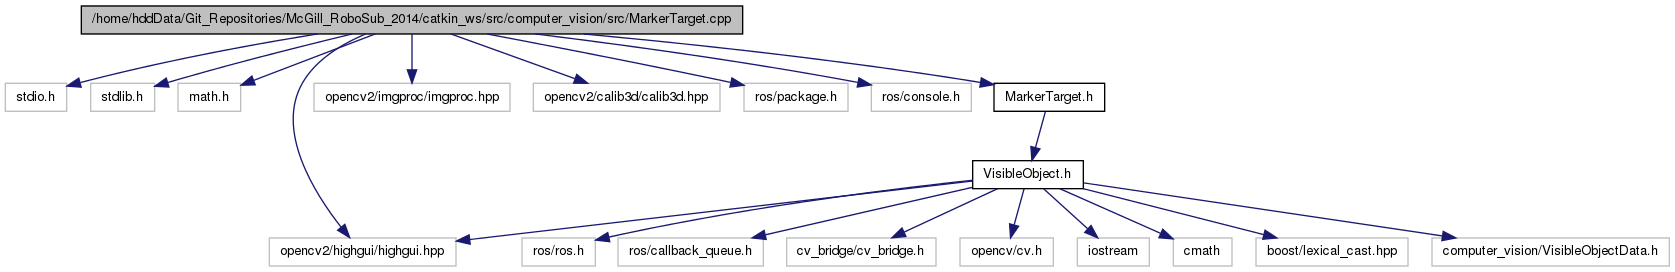 /home/hddData/Git_Repositories/McGill_RoboSub_2014/catkin_ws/src/computer_vision/src/MarkerTarget.cpp
stdio.h
stdlib.h
math.h
opencv2/imgproc/imgproc.hpp
opencv2/calib3d/calib3d.hpp
ros/package.h
ros/console.h
MarkerTarget.h
VisibleObject.h
opencv2/highgui/highgui.hpp
ros/ros.h
ros/callback_queue.h
cv_bridge/cv_bridge.h
opencv/cv.h
iostream
cmath
boost/lexical_cast.hpp
computer_vision/VisibleObjectData.h